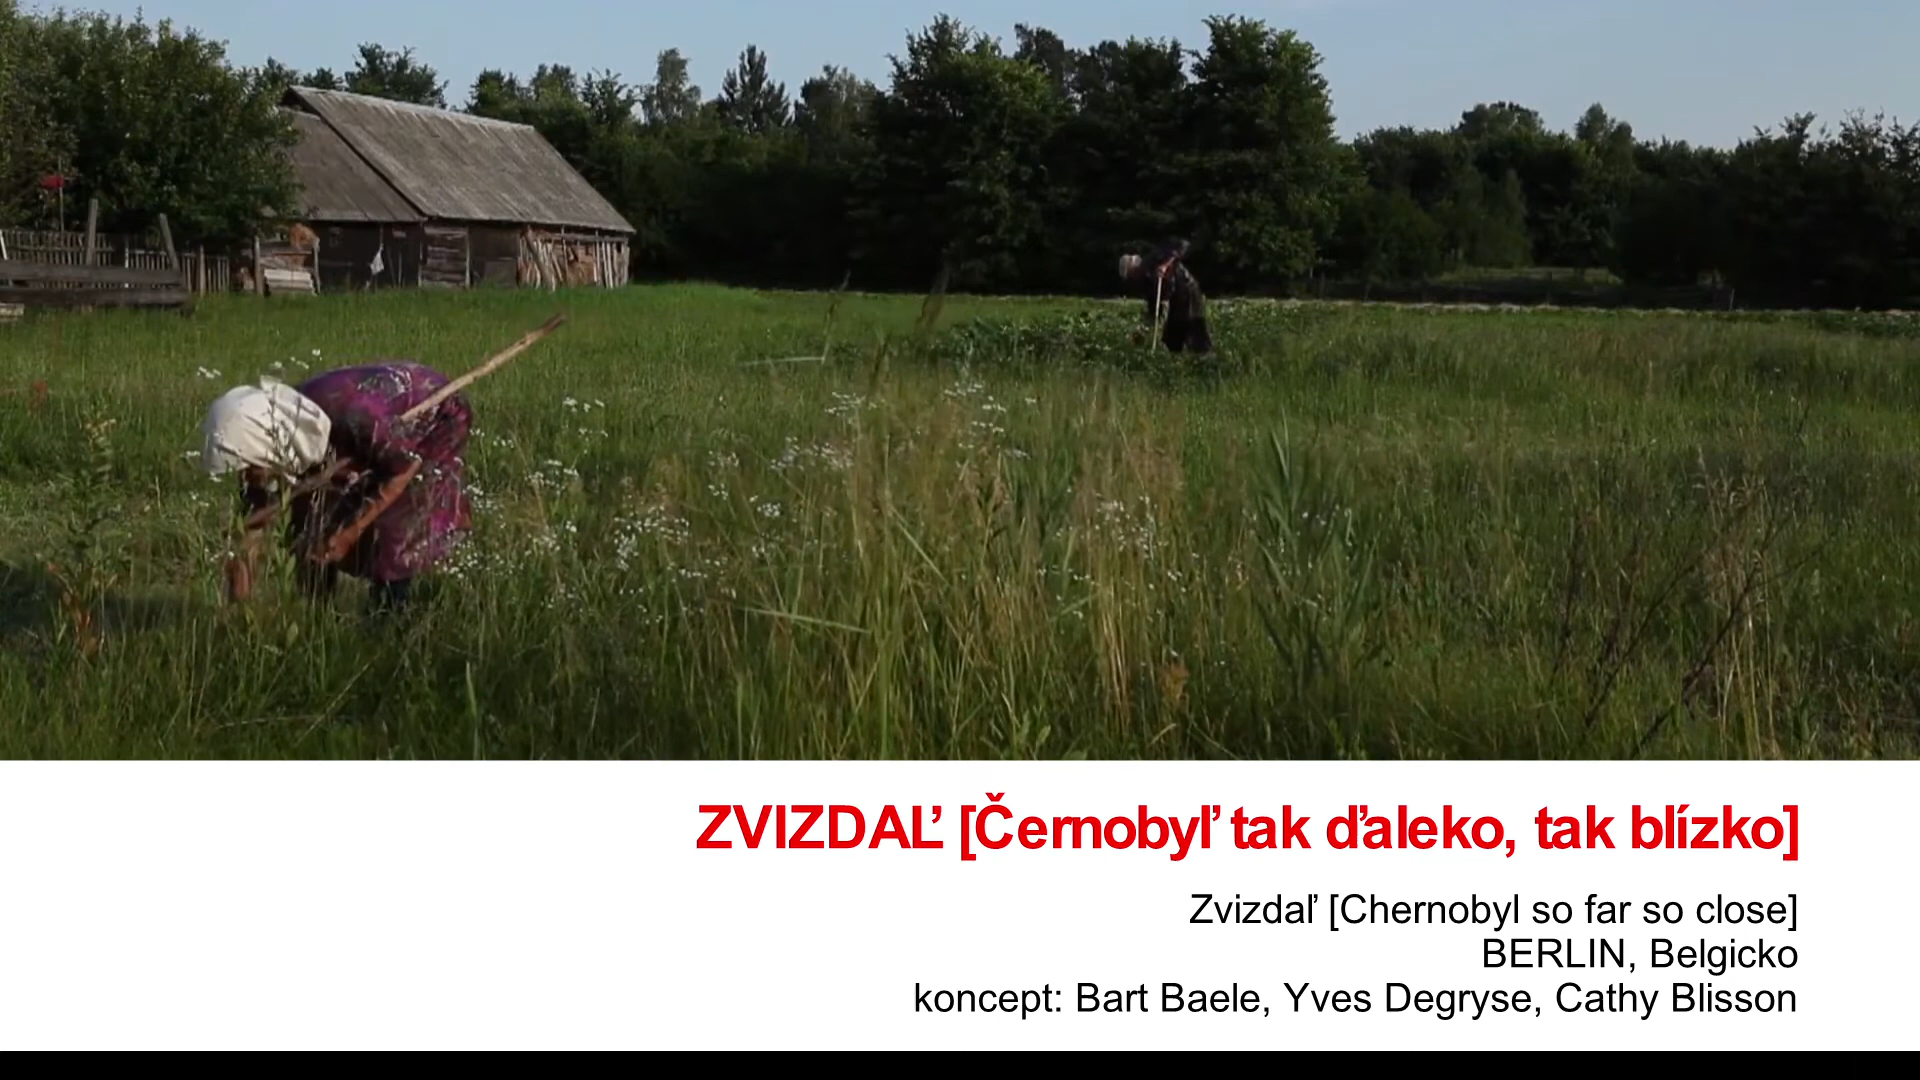 ZVIZDAĽ [Černobyľ tak ďaleko, tak blízko]
Zvizdaľ [Chernobyl so far so close]
BERLIN, Belgicko
koncept: Bart Baele, Yves Degryse, Cathy Blisson